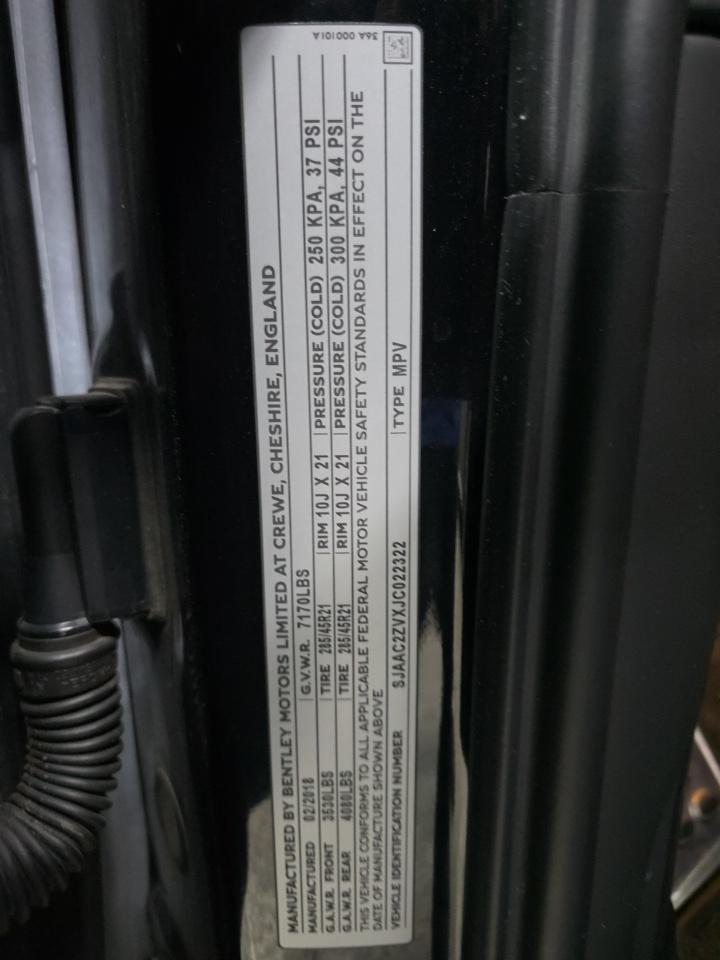 MANUFACTURED BY BENTLEY MOTORS LIMITED AT CREWE, CHESHIRE, ENGLAND
MANUFACTURED 02/2018 G.V.W.R. 7170LBS
G.A.W.R. FRONT 3530LBS TIRE 285/45R21 RIM 10J X 21 PRESSURE (COLD) 250 KPA, 37 PSI
G.A.W.R. REAR 4080LBS TIRE 285/45R21 RIM 10J X 21 PRESSURE (COLD) 300 KPA, 44 PSI
THIS VEHICLE CONFORMS TO ALL APPLICABLE FEDERAL MOTOR VEHICLE SAFETY STANDARDS IN EFFECT ON THE
DATE OF MANUFACTURE SHOWN ABOVE
VEHICLE IDENTIFICATION NUMBER SJAAC2ZVXJC022322 TYPE MPV
36A 000101A